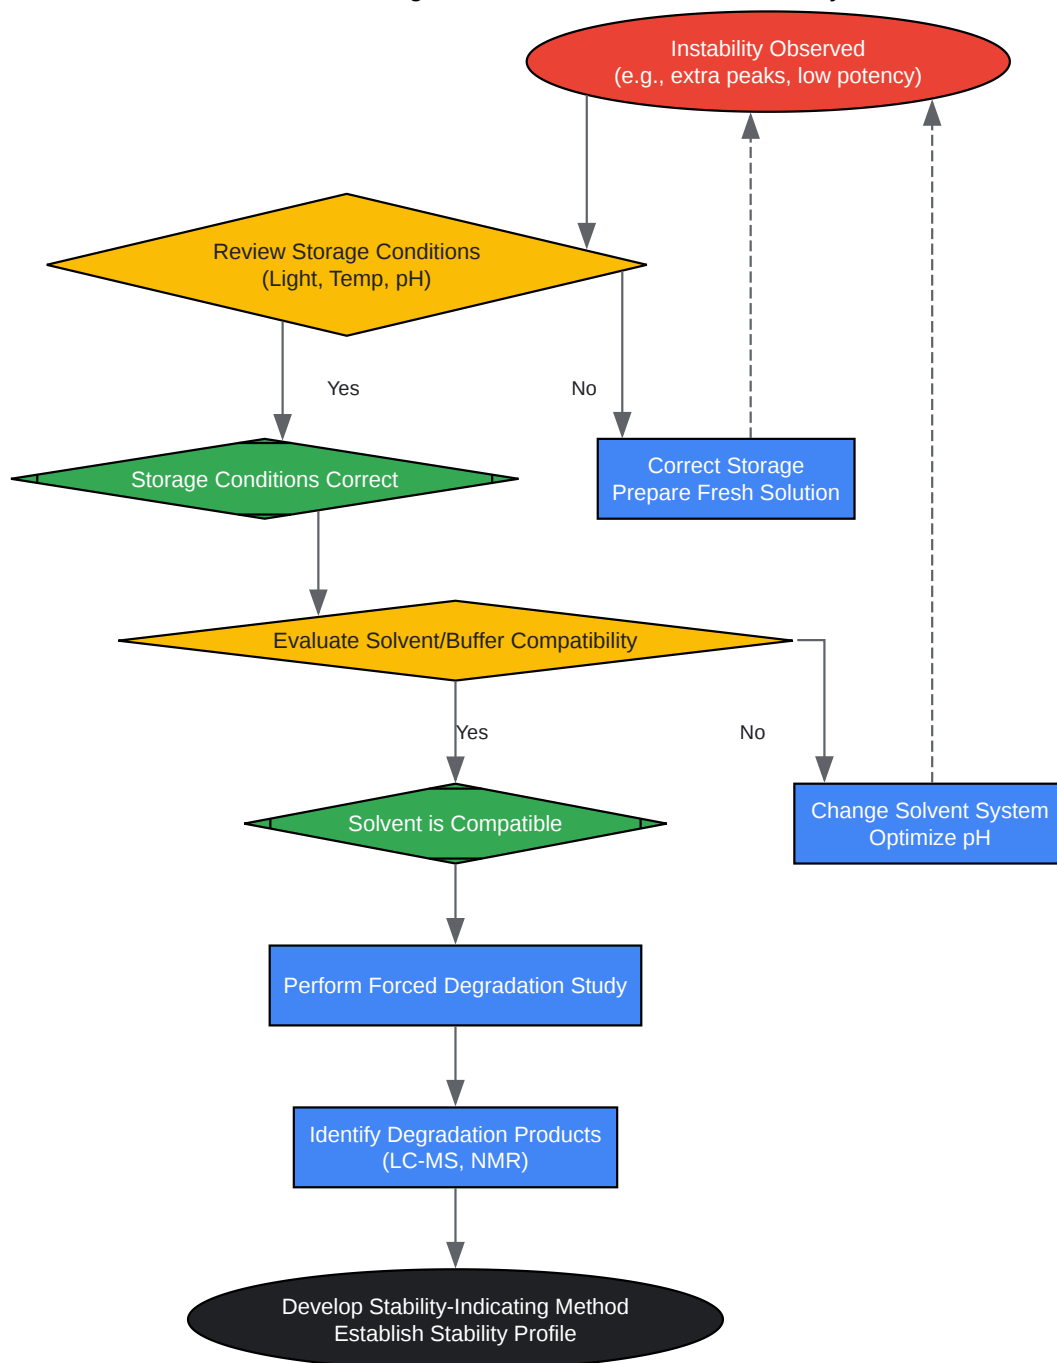 Instability Observed
(e.g., extra peaks, low potency)
Review Storage Conditions
(Light, Temp, pH)
Yes
No
Storage Conditions Correct
Correct Storage
Prepare Fresh Solution
Evaluate Solvent/Buffer Compatibility
Yes
No
Solvent is Compatible
Change Solvent System
Optimize pH
Perform Forced Degradation Study
Identify Degradation Products
(LC-MS, NMR)
Develop Stability-Indicating Method
Establish Stability Profile